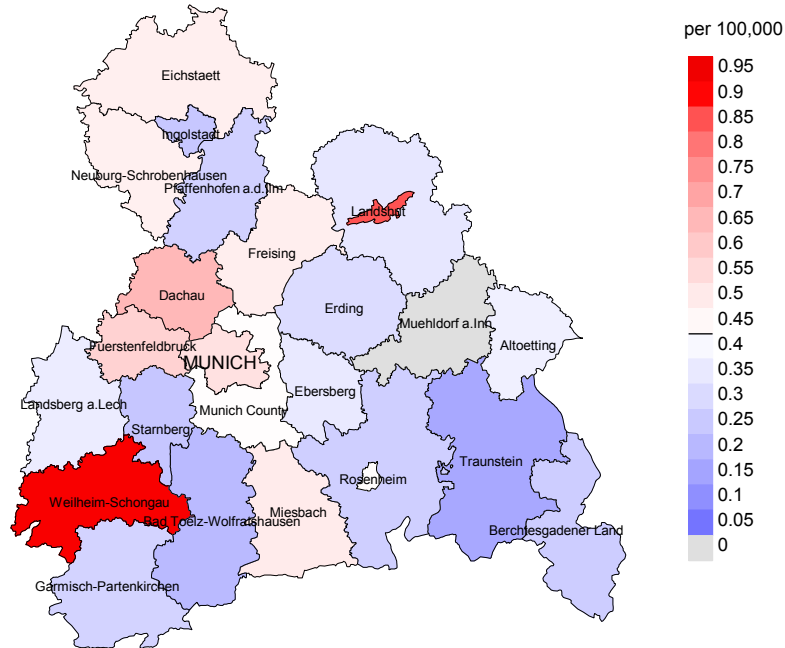 per 100,000
0.95
0.9
0.85
0.8
0.75
0.7
0.65
0.6
0.55
0.5
0.45
0.4
0.35
0.3
0.25
0.2
0.15
0.1
0.05
0
Eichstaett
Ingolstadt
Neuburg-Schrobenhausen
Pfaffenhofen a.d.Ilm
Landshut
Freising
Dachau
Erding
Muehldorf a.Inn
Altoetting
Fuerstenfeldbruck
MUNICH
Ebersberg
Landsberg a.Lech
Munich County
Starnberg
Traunstein
Rosenheim
Weilheim-Schongau
Miesbach
Bad Toelz-Wolfratshausen
Berchtesgadener Land
Garmisch-Partenkirchen